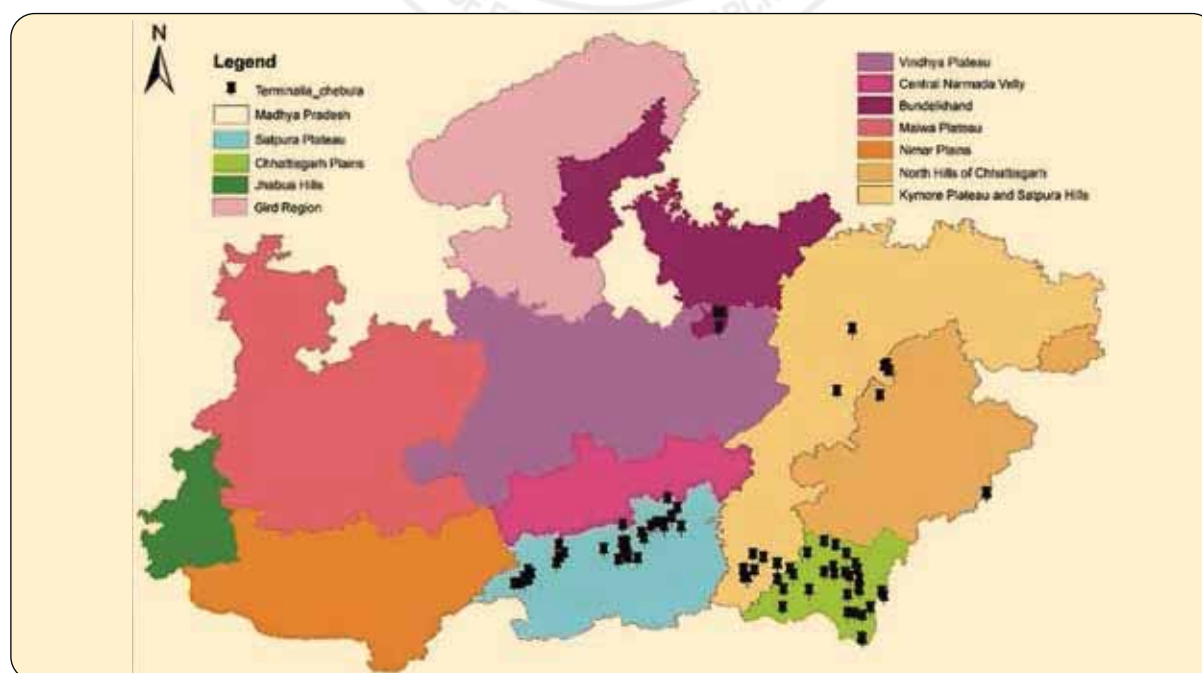 N
Legend
Terminalia_chebula
Madhya Pradesh
Satpura Plateau
Chhattisgarh Plains
Jhabua Hills
Gird Region
Vindhya Plateau
Central Narmada Velly
Bundelkhand
Malwa Plateau
Nimar Plains
North Hills of Chhattisgarh
Kymore Plateau and Satpura Hills